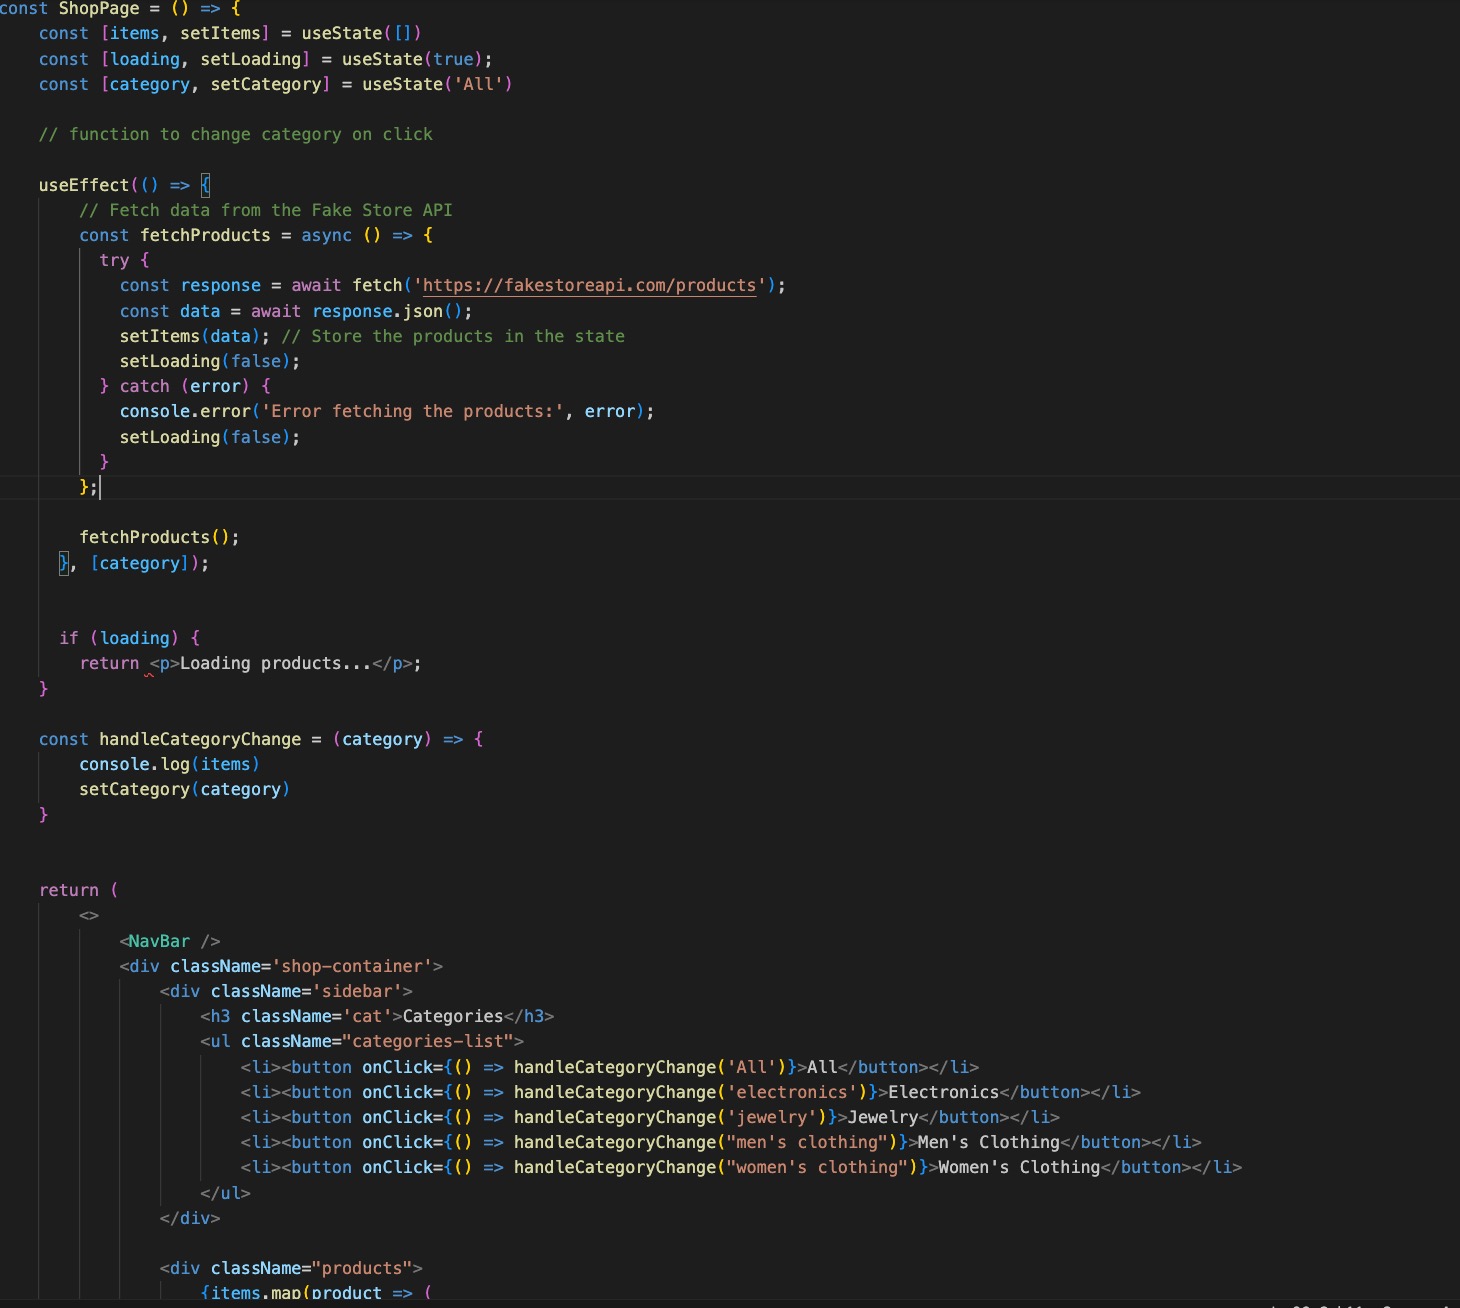 const ShopPage = () => {
    const [items, setItems] = useState([])
    const [loading, setLoading] = useState(true);
    const [category, setCategory] = useState('All')

    // function to change category on click

    useEffect(() => {
        // Fetch data from the Fake Store API
        const fetchProducts = async () => {
          try {
            const response = await fetch('https://fakestoreapi.com/products');
            const data = await response.json();
            setItems(data); // Store the products in the state
            setLoading(false);
          } catch (error) {
            console.error('Error fetching the products:', error);
            setLoading(false);
          }
        };

        fetchProducts();
      }, [category]);


      if (loading) {
        return <p>Loading products...</p>;
    }

    const handleCategoryChange = (category) => {
        console.log(items)
        setCategory(category)
    }


    return (
        <>
            <NavBar />
            <div className='shop-container'>
                <div className='sidebar'>
                    <h3 className='cat'>Categories</h3>
                    <ul className="categories-list">
                        <li><button onClick={() => handleCategoryChange('All')}>All</button></li>
                        <li><button onClick={() => handleCategoryChange('electronics')}>Electronics</button></li>
                        <li><button onClick={() => handleCategoryChange('jewelry')}>Jewelry</button></li>
                        <li><button onClick={() => handleCategoryChange("men's clothing")}>Men's Clothing</button></li>
                        <li><button onClick={() => handleCategoryChange("women's clothing")}>Women's Clothing</button></li>
                    </ul>
                </div>

                <div className="products">
                    {items.map(product => (